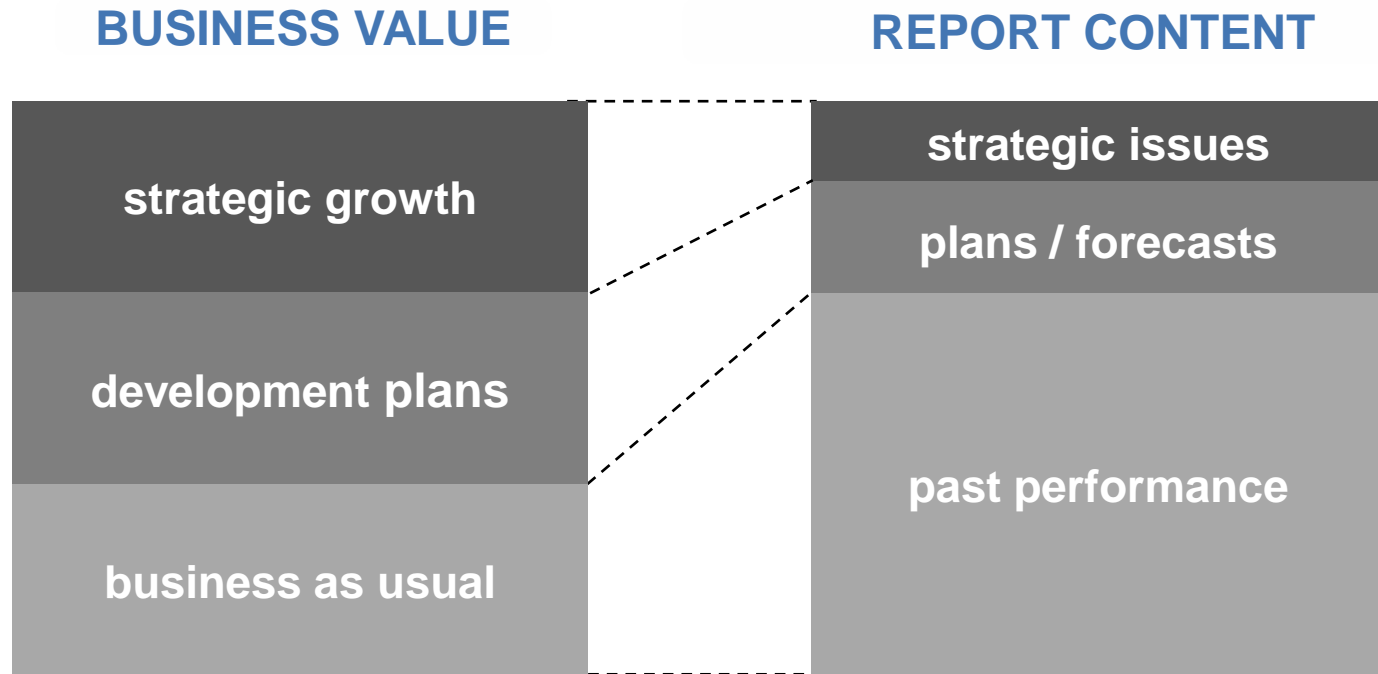 BUSINESS VALUE
REPORT CONTENT
strategic growth
development plans
business as usual
strategic issues
plans / forecasts
past performance